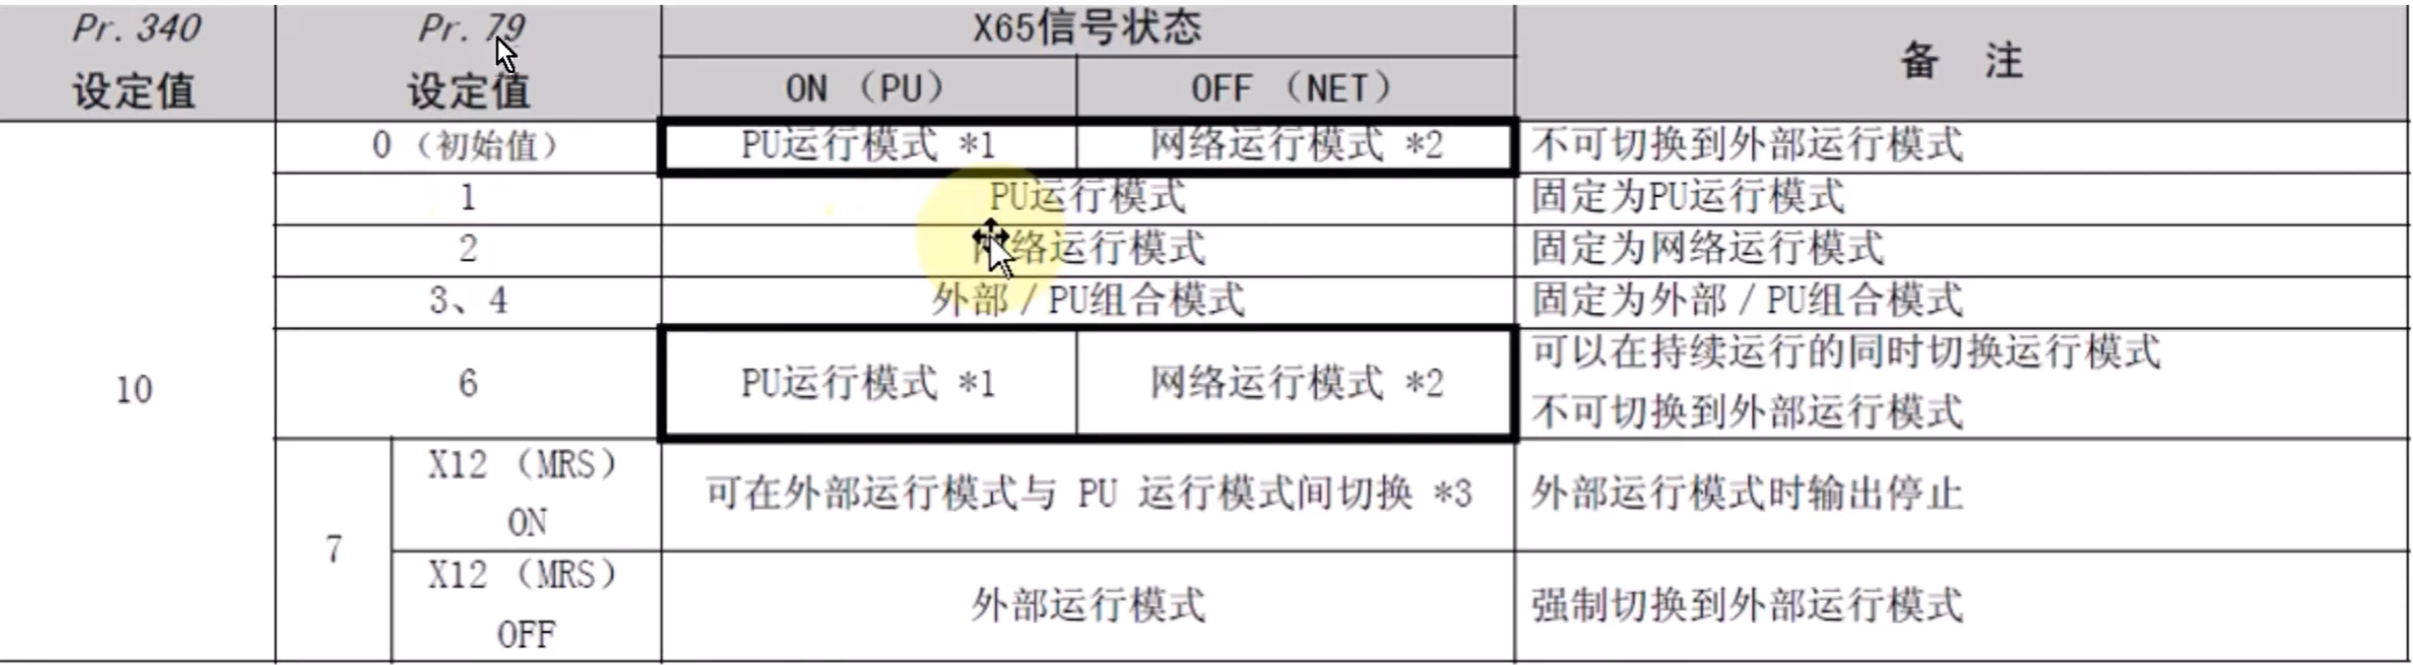 Pr. 340
设定值
Pr. 79
设定值
X65信号状态
ON （PU）
OFF （NET）
备 注
10
0（初始值）
PU运行模式 *1
网络运行模式 *2
不可切换到外部运行模式
1
PU运行模式
固定为PU运行模式
2
络运行模式
固定为网络运行模式
3、4
外部／PU组合模式
固定为外部／PU组合模式
6
PU运行模式 *1
网络运行模式 *2
可以在持续运行的同时切换运行模式
不可切换到外部运行模式
7
X12 （MRS）
ON
可在外部运行模式与 PU 运行模式间切换 *3
外部运行模式时输出停止
X12 （MRS）
OFF
外部运行模式
强制切换到外部运行模式